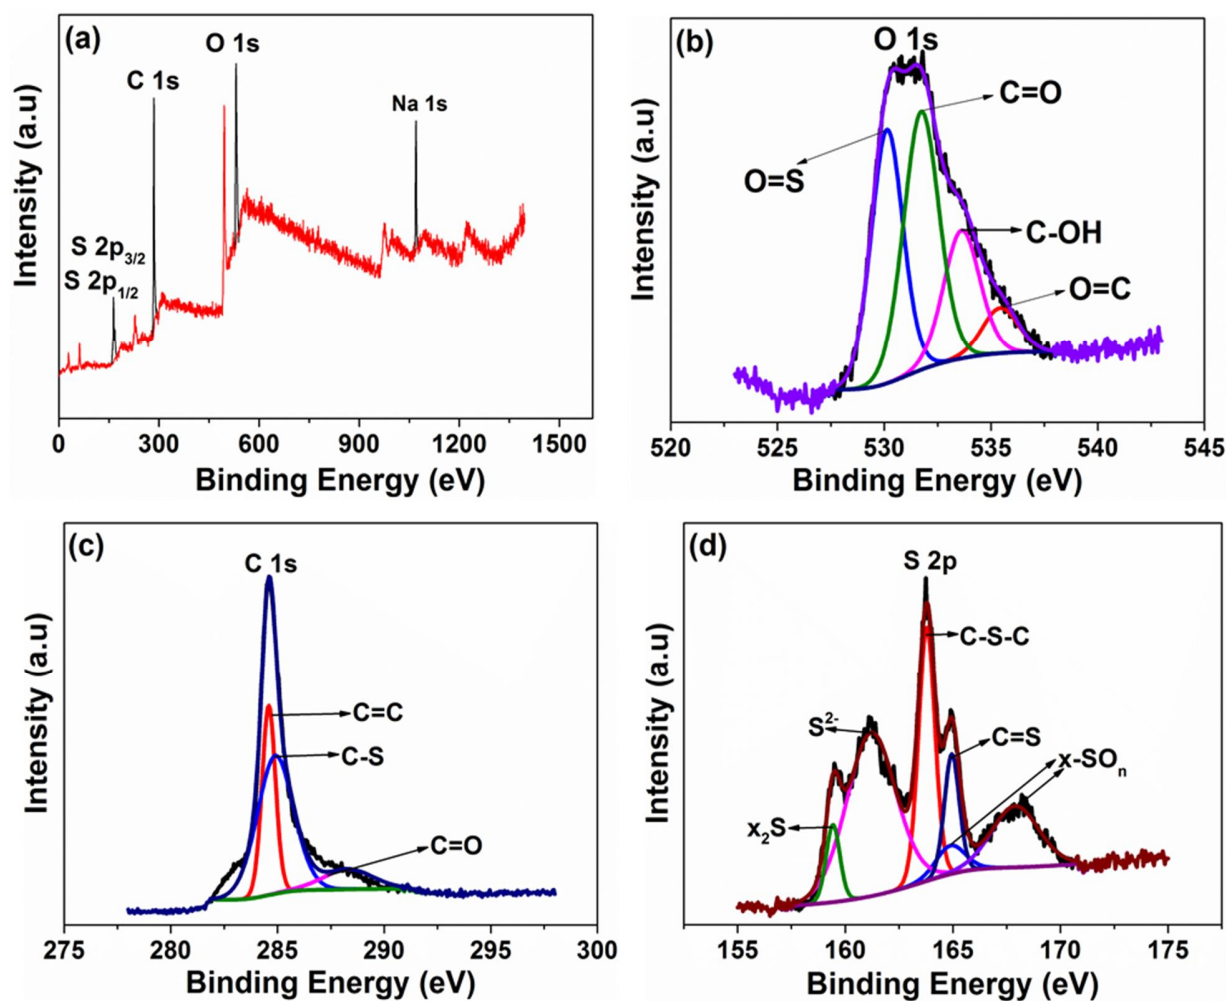 (a)
O 1s
C 1s
Na 1s
S 2p3/2
S 2p1/2
Intensity (a.u)
0 300 600 900 1200 1500
Binding Energy (eV)
(b)
O 1s
C=O
O=S
C-OH
O=C
Intensity (a.u)
520 525 530 535 540 545
Binding Energy (eV)
(c)
C 1s
C=C
C-S
C=O
Intensity (a.u)
275 280 285 290 295 300
Binding Energy (eV)
(d)
S 2p
C-S-C
S2-
C=S
x-SOn
x2S
Intensity (a.u)
155 160 165 170 175
Binding Energy (eV)